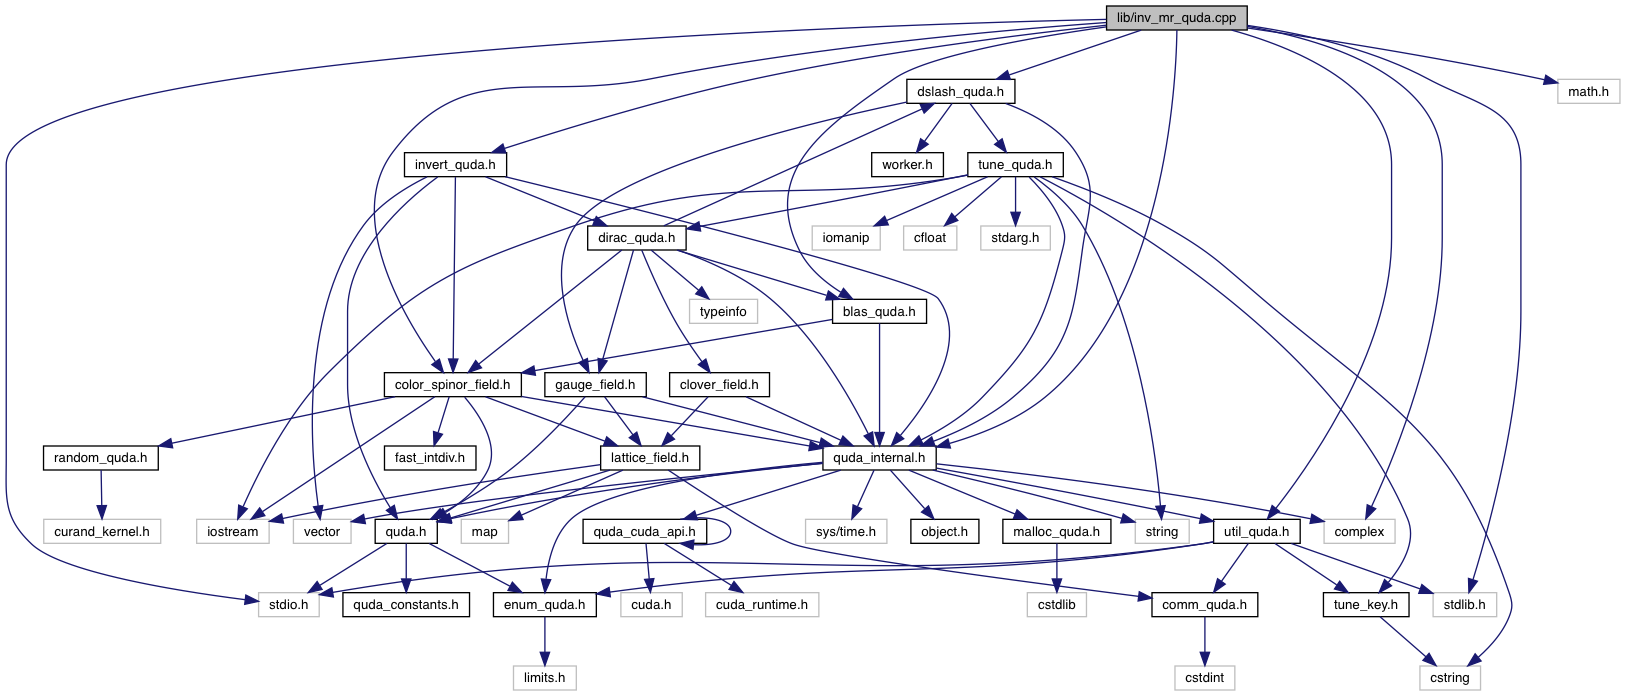 lib/inv_mr_quda.cpp
dslash_quda.h
math.h
invert_quda.h
worker.h
tune_quda.h
dirac_quda.h
iomanip
cfloat
stdarg.h
typeinfo
blas_quda.h
color_spinor_field.h
gauge_field.h
clover_field.h
random_quda.h
fast_intdiv.h
lattice_field.h
quda_internal.h
curand_kernel.h
iostream
vector
quda.h
map
quda_cuda_api.h
sys/time.h
object.h
malloc_quda.h
string
util_quda.h
complex
stdio.h
quda_constants.h
enum_quda.h
cuda.h
cuda_runtime.h
cstdlib
comm_quda.h
tune_key.h
stdlib.h
limits.h
cstdint
cstring